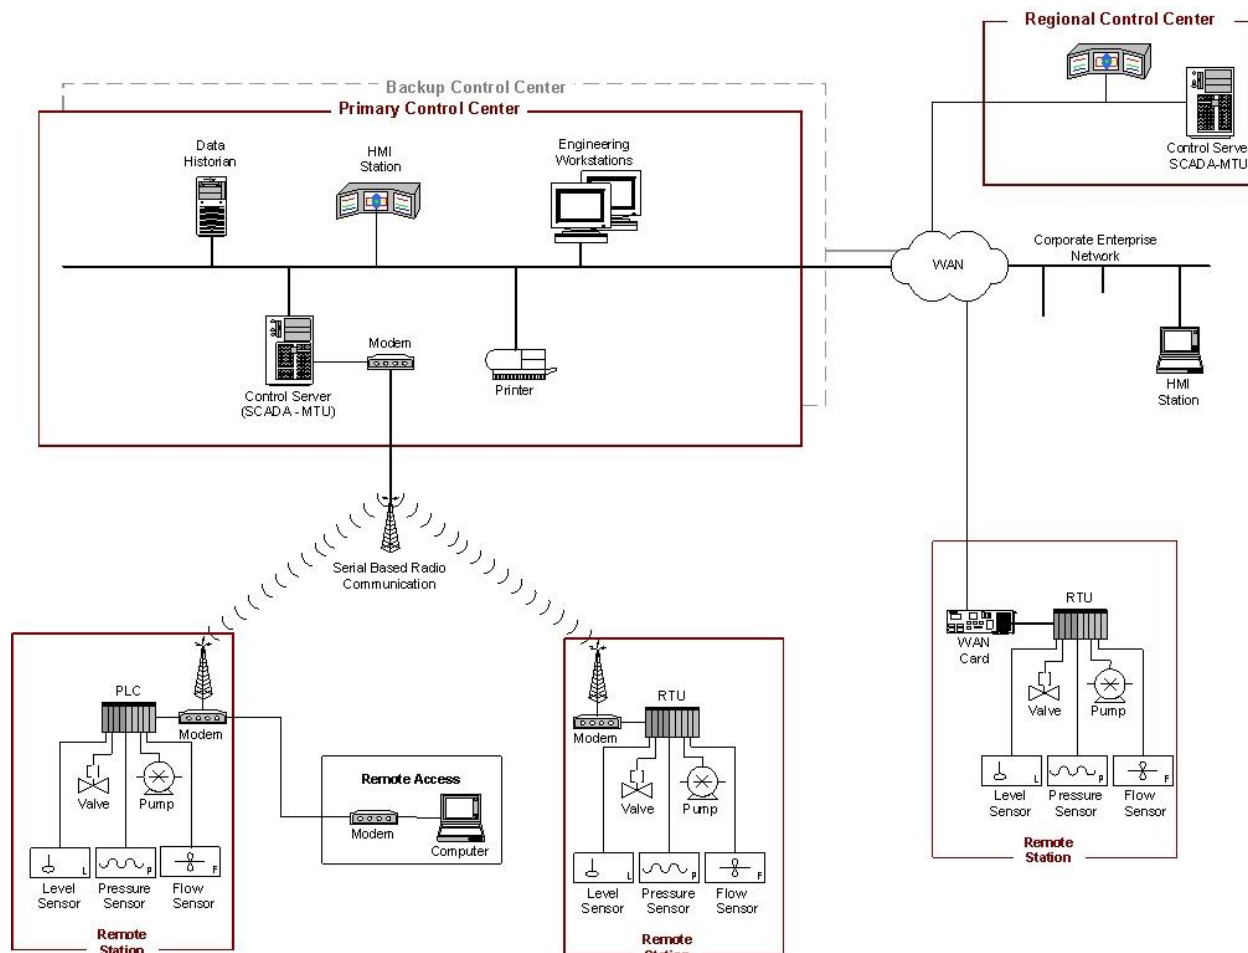 Regional Control Center
Control Server
SCADA-MTU
Backup Control Center
Primary Control Center
Data
Historian
HMI
Station
Engineering
Workstations
Control Server
(SCADA - MTU)
Modem
Printer
WAN
Corporate Enterprise
Network
HMI
Station
Serial Based Radio
Communication
PLC
Modem
Valve
Pump
Level
Sensor
Pressure
Sensor
Flow
Sensor
L
P
F
Remote
Station
Remote Access
Modem
Computer
RTU
Modem
Valve
Pump
Level
Sensor
Pressure
Sensor
Flow
Sensor
L
P
F
Remote
Station
WAN
Card
RTU
Valve
Pump
L
P
F
Level
Sensor
Pressure
Sensor
Flow
Sensor
Remote
Station